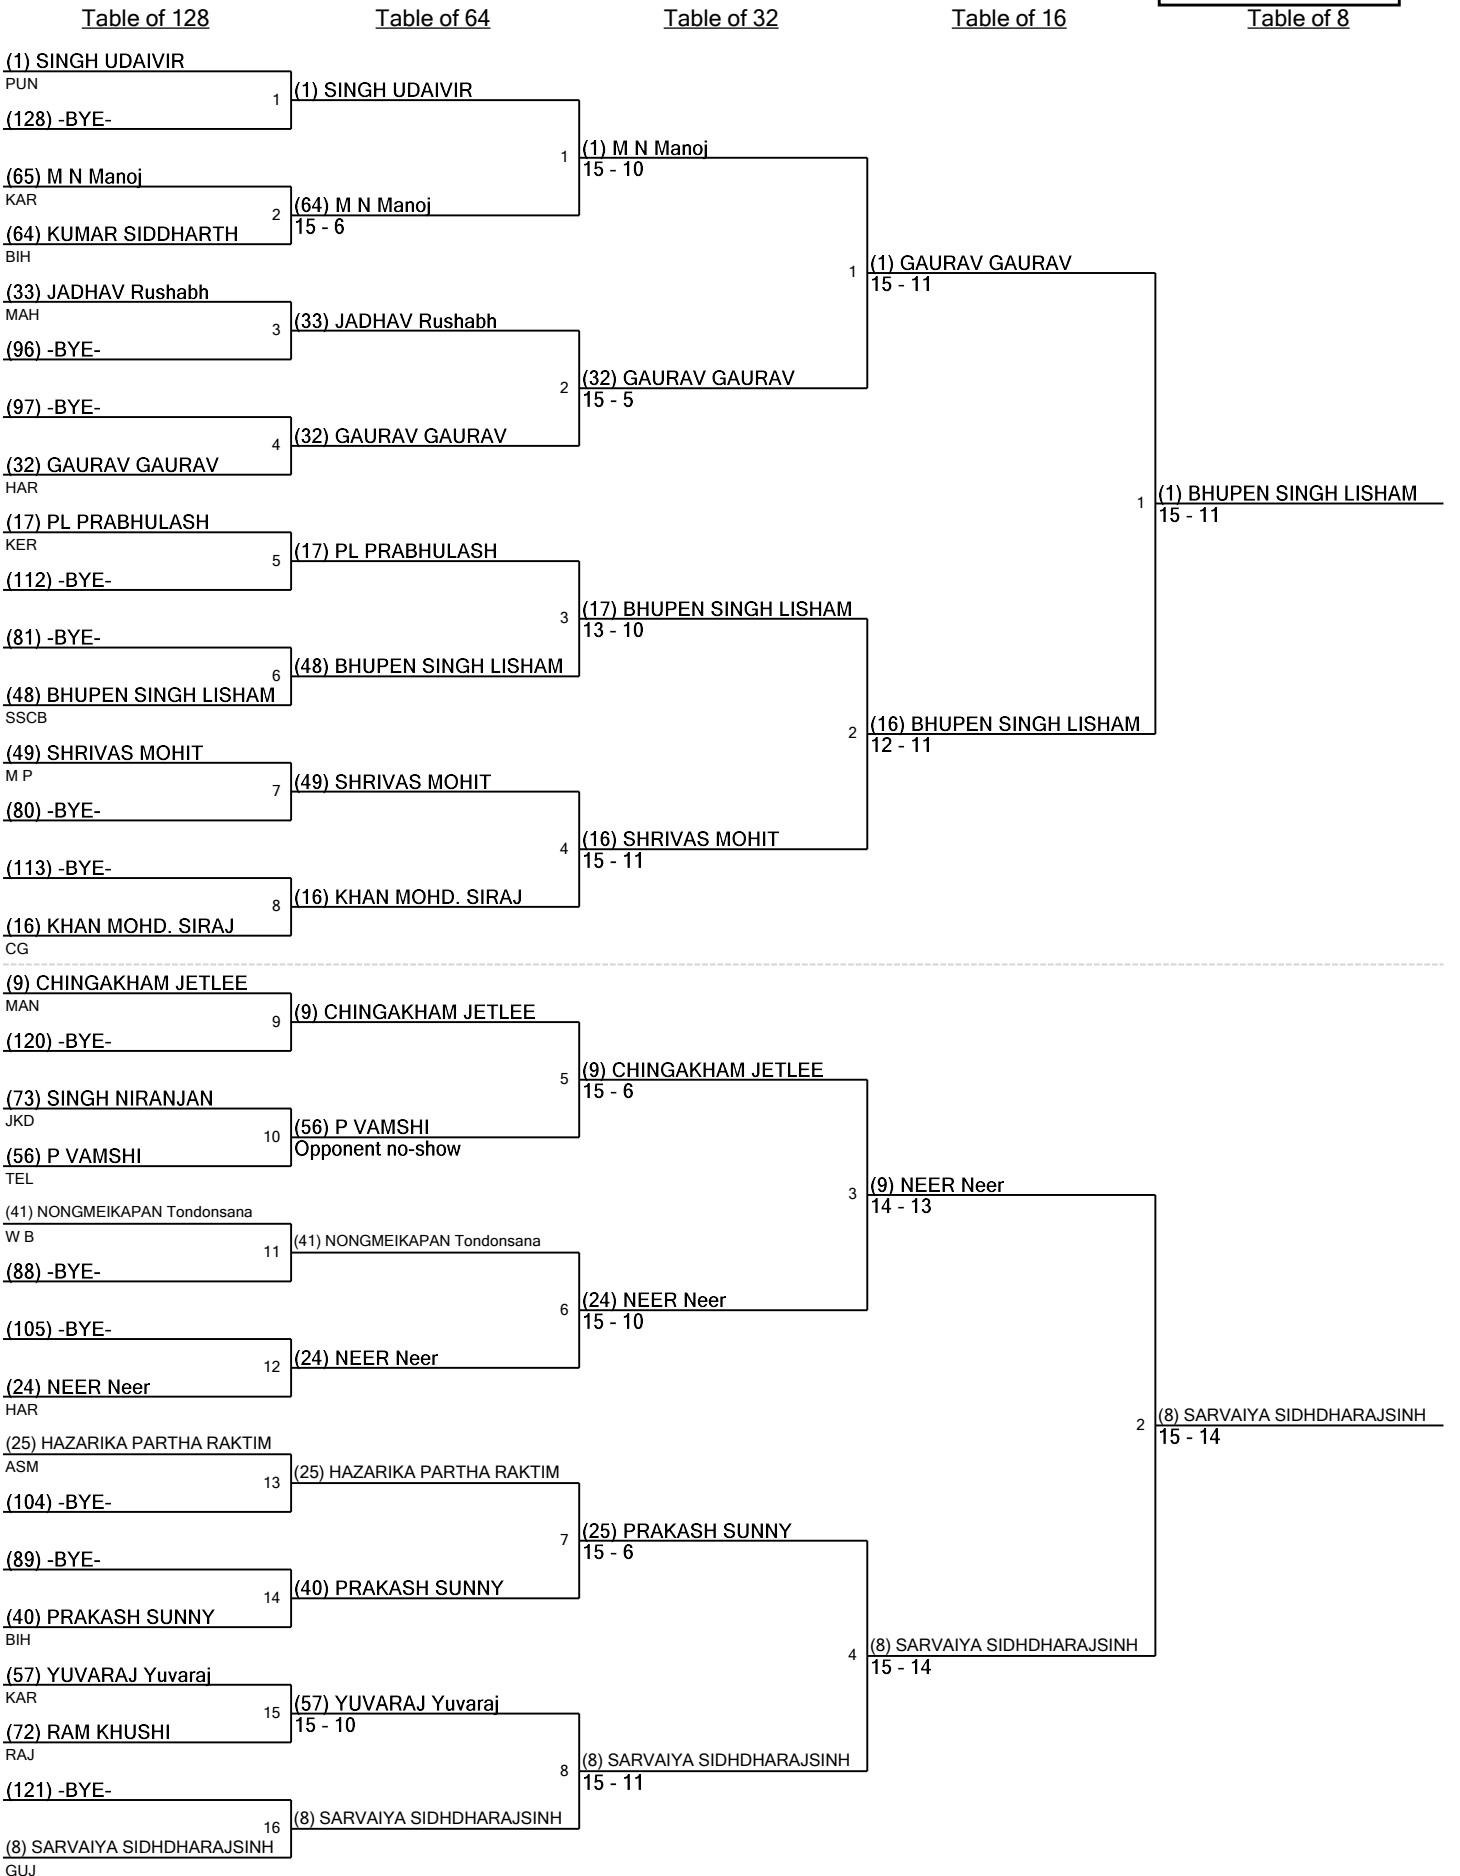 Table of 128
Table of 64
Table of 32
Table of 16
Table of 8
(1) SINGH UDAIVIR
PUN
(128) -BYE-
1
(65) M N Manoj
KAR
(64) KUMAR SIDDHARTH
BIH
2
(33) JADHAV Rushabh
MAH
(96) -BYE-
3
(97) -BYE-
(32) GAURAV GAURAV
HAR
4
(17) PL PRABHULASH
KER
(112) -BYE-
5
(81) -BYE-
(48) BHUPEN SINGH LISHAM
SSCB
6
(49) SHRIVAS MOHIT
M P
(80) -BYE-
7
(113) -BYE-
(16) KHAN MOHD. SIRAJ
CG
8
(9) CHINGAKHAM JETLEE
MAN
(120) -BYE-
9
(73) SINGH NIRANJAN
JKD
(56) P VAMSHI
TEL
10
(41) NONGMEIKAPAN Tondonsana
W B
(88) -BYE-
11
(105) -BYE-
(24) NEER Neer
HAR
12
(25) HAZARIKA PARTHA RAKTIM
ASM
(104) -BYE-
13
(89) -BYE-
(40) PRAKASH SUNNY
BIH
14
(57) YUVARAJ Yuvaraj
KAR
(72) RAM KHUSHI
RAJ
15
(121) -BYE-
(8) SARVAIYA SIDHDHARAJSINH
GUJ
16
(1) SINGH UDAIVIR
(64) M N Manoj
15 - 6
1
(33) JADHAV Rushabh
(32) GAURAV GAURAV
2
(17) PL PRABHULASH
(48) BHUPEN SINGH LISHAM
3
(49) SHRIVAS MOHIT
(16) KHAN MOHD. SIRAJ
4
(9) CHINGAKHAM JETLEE
(56) P VAMSHI
Opponent no-show
5
(41) NONGMEIKAPAN Tondonsana
(24) NEER Neer
6
(25) HAZARIKA PARTHA RAKTIM
(40) PRAKASH SUNNY
7
(57) YUVARAJ Yuvaraj
15 - 10
(8) SARVAIYA SIDHDHARAJSINH
8
(1) M N Manoj
15 - 10
(32) GAURAV GAURAV
15 - 5
1
(17) BHUPEN SINGH LISHAM
13 - 10
(16) SHRIVAS MOHIT
15 - 11
2
(9) CHINGAKHAM JETLEE
15 - 6
(24) NEER Neer
15 - 10
3
(25) PRAKASH SUNNY
15 - 6
(8) SARVAIYA SIDHDHARAJSINH
15 - 11
4
(1) GAURAV GAURAV
15 - 11
(16) BHUPEN SINGH LISHAM
12 - 11
1
(9) NEER Neer
14 - 13
(8) SARVAIYA SIDHDHARAJSINH
15 - 14
2
(1) BHUPEN SINGH LISHAM
15 - 11
(8) SARVAIYA SIDHDHARAJSINH
15 - 14